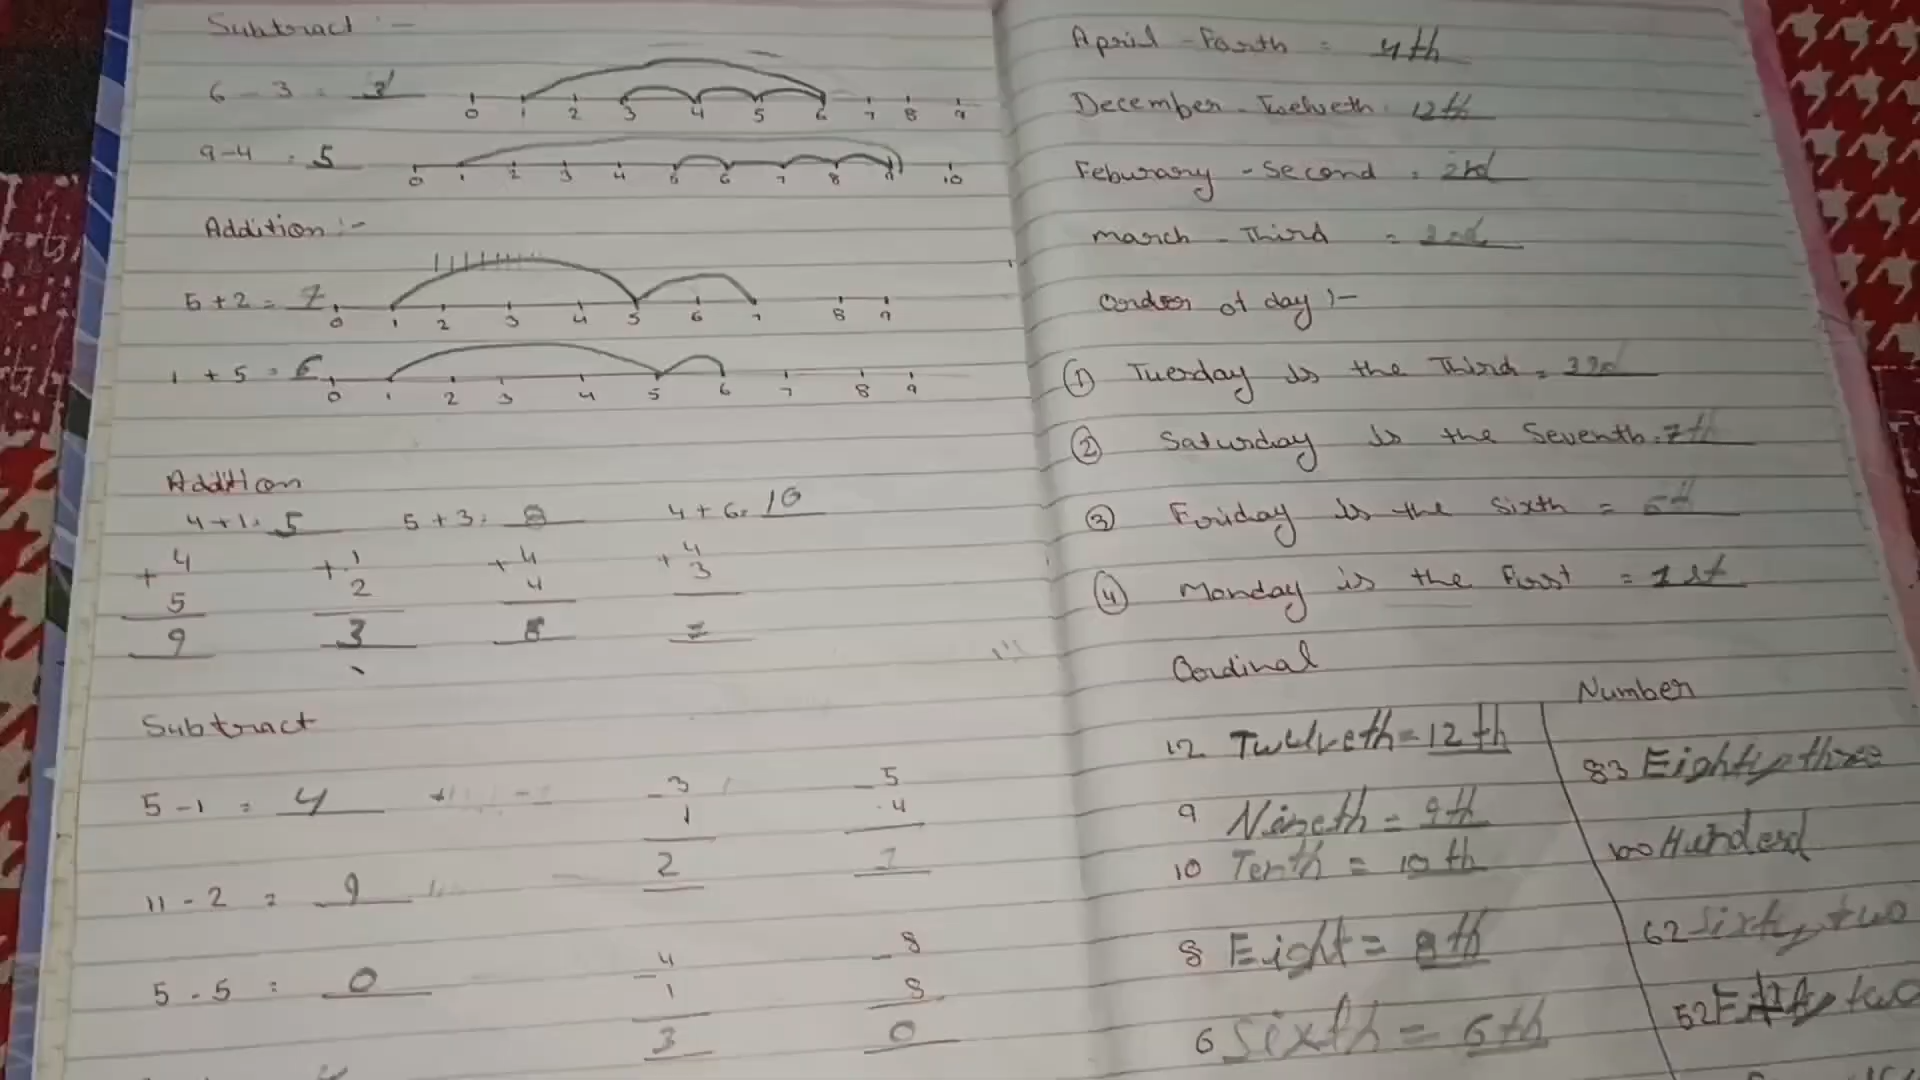 Subtract :-
6 - 3 = 3
0 1 2 3 4 5 6 7 8 9
9-4 = 5
0 1 2 3 4 5 6 7 8 9 10
Addition :-
5 + 2 = 7
0 1 2 3 4 5 6 7 8 9
1 + 5 = 6
0 1 2 3 4 5 6 7 8 9
Addition
4+1= 5 5 + 3 = 8 4 + 6 = 10
+ 4 + 1 + 4 + 4
5 2 4 3
9 3 8
Subtract
5 - 1 = 4
- 3 - 5
1 4
2 1
11 - 2 = 9
5 - 5 = 0
- 4 - 8
1 8
3 0
April - Forth = 4th
December - Twelveth = 12th
Feburary - Second = 2rd
march - Third =
Order of day :-
① Tuesday is the Third = 3rd
② Saturday is the Seventh = 7th
③ Friday is the Sixth = 6th
④ Monday is the First = 1st
Cordinal
12 Twelveth = 12th
9 Nineth = 9th
10 Tenth = 10th
8 Eight = 8th
6 Sixth = 6th
Number
83 Eighty three
100 Hunderd
62 Sixty two
52 two